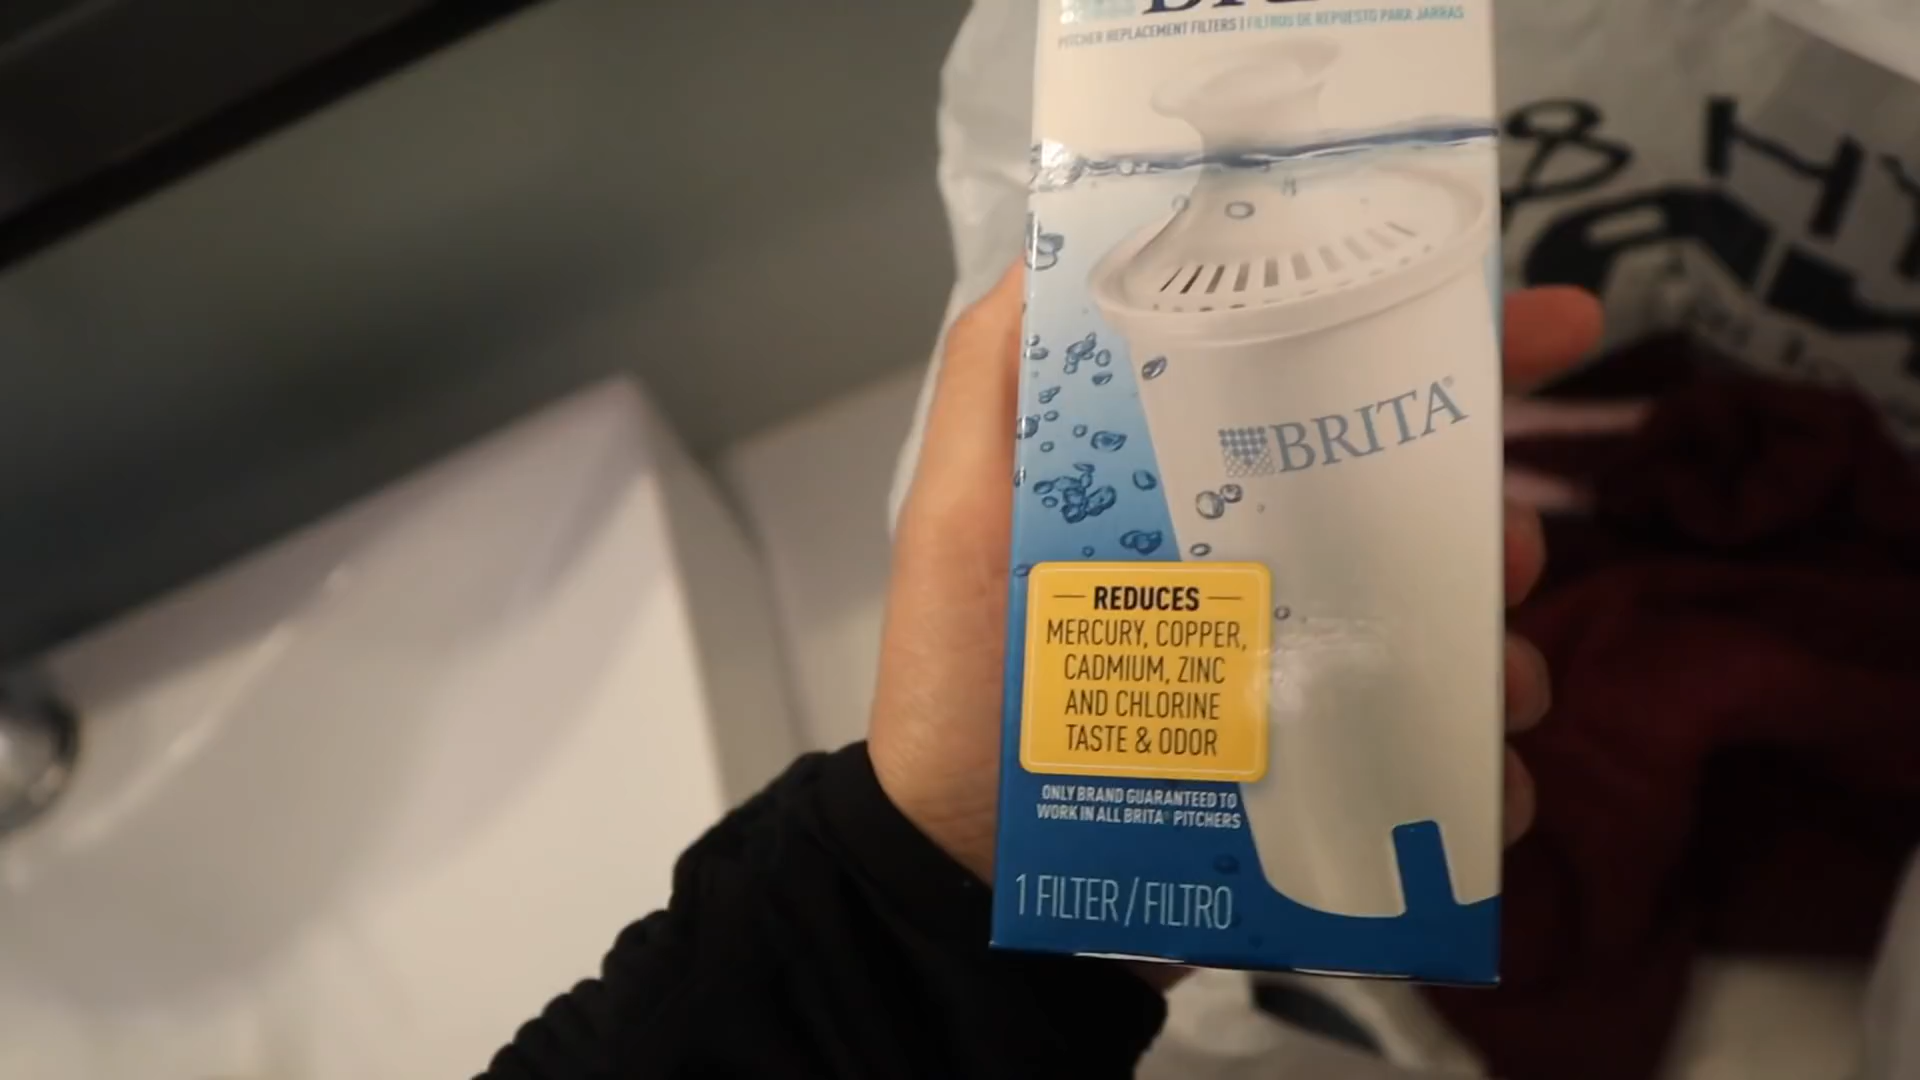 PITCHER REPLACEMENT FILTERS | FILTROS DE REPUESTO PARA JARRAS
BRITA®
REDUCES
MERCURY, COPPER,
CADMIUM, ZINC
AND CHLORINE
TASTE & ODOR
ONLY BRAND GUARANTEED TO
WORK IN ALL BRITA® PITCHERS
1 FILTER / FILTRO